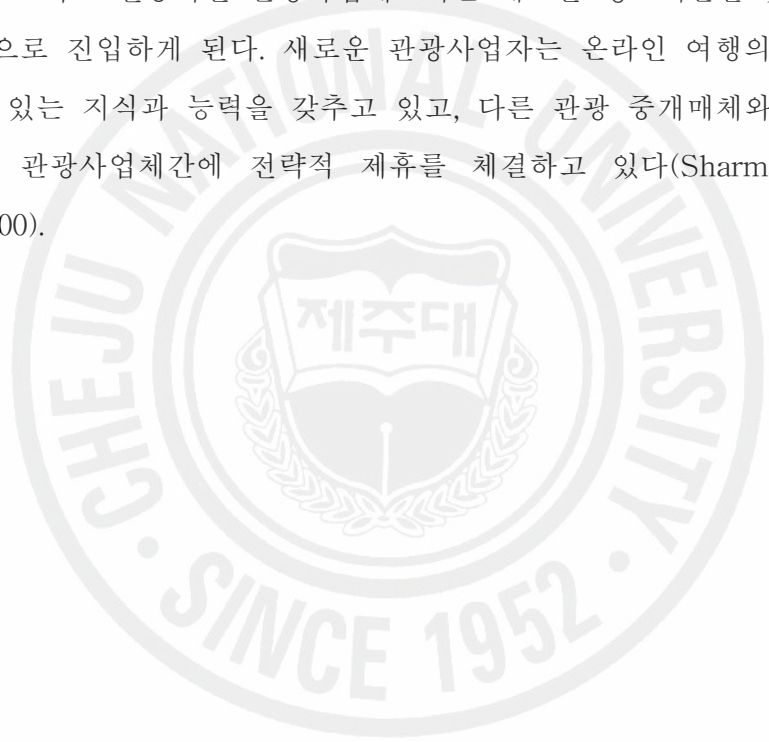 으로 진입하게 된다. 새로운 관광사업자는 온라인 여행의
있는 지식과 능력을 갖추고 있고, 다른 관광 중개매체와
관광사업체간에 전략적 제휴를 체결하고 있다(Sharm
00).
CHEJU NATIONAL UNIVERSITY
제주대
· SINCE 1952 ·